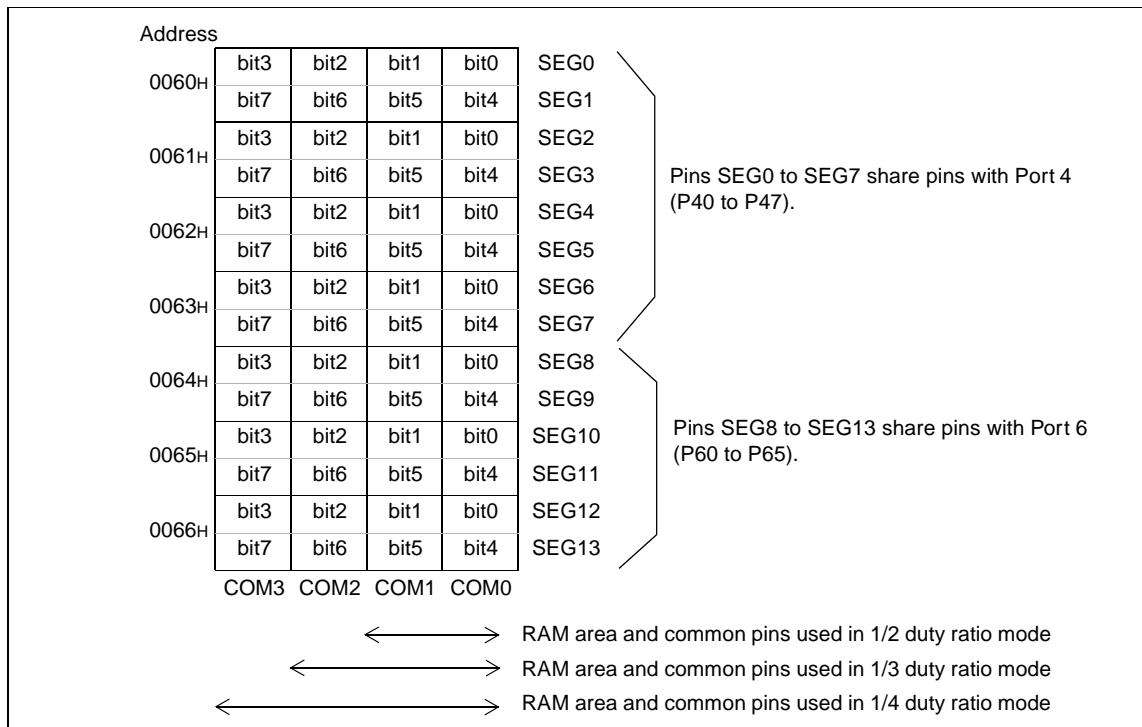 Address
0060H
bit3 bit2 bit1 bit0 SEG0
bit7 bit6 bit5 bit4 SEG1
0061H
bit3 bit2 bit1 bit0 SEG2
bit7 bit6 bit5 bit4 SEG3
0062H
bit3 bit2 bit1 bit0 SEG4
bit7 bit6 bit5 bit4 SEG5
0063H
bit3 bit2 bit1 bit0 SEG6
bit7 bit6 bit5 bit4 SEG7
Pins SEG0 to SEG7 share pins with Port 4
(P40 to P47).
0064H
bit3 bit2 bit1 bit0 SEG8
bit7 bit6 bit5 bit4 SEG9
0065H
bit3 bit2 bit1 bit0 SEG10
bit7 bit6 bit5 bit4 SEG11
0066H
bit3 bit2 bit1 bit0 SEG12
bit7 bit6 bit5 bit4 SEG13
Pins SEG8 to SEG13 share pins with Port 6
(P60 to P65).
COM3 COM2 COM1 COM0
RAM area and common pins used in 1/2 duty ratio mode
RAM area and common pins used in 1/3 duty ratio mode
RAM area and common pins used in 1/4 duty ratio mode